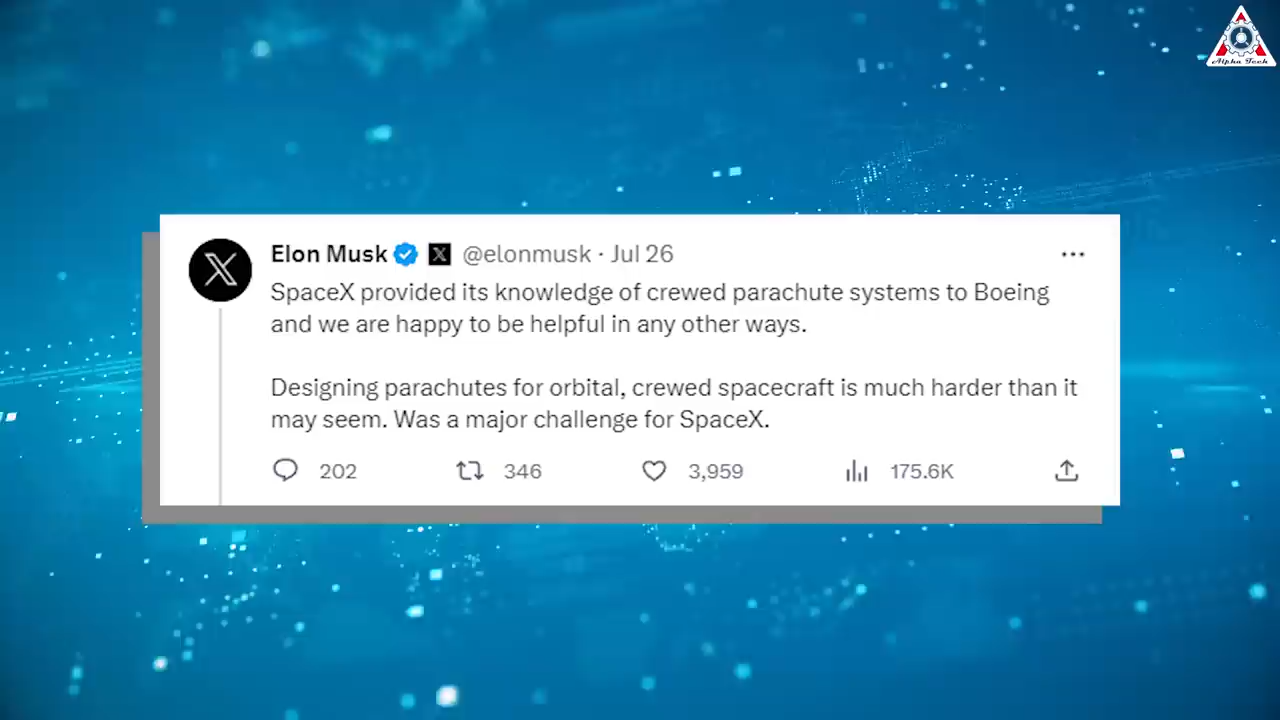 Alpha Tech
Elon Musk @elonmusk · Jul 26
SpaceX provided its knowledge of crewed parachute systems to Boeing
and we are happy to be helpful in any other ways.
Designing parachutes for orbital, crewed spacecraft is much harder than it
may seem. Was a major challenge for SpaceX.
202 346 3,959 175.6K